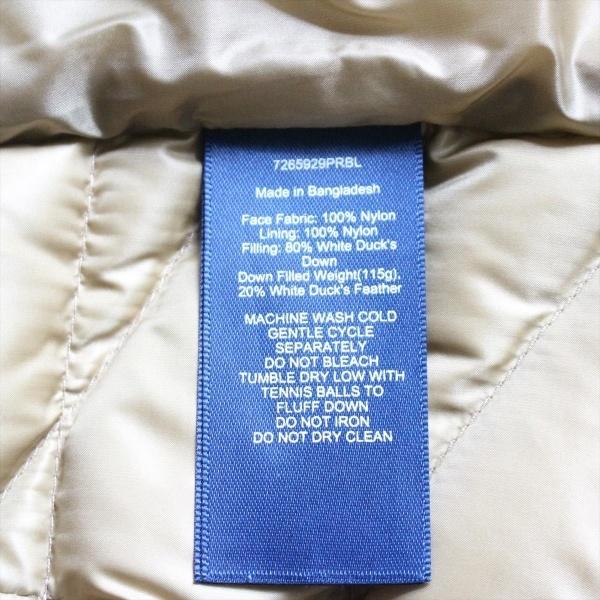 7265929PRBL
Made in Bangladesh
Face Fabric: 100% Nylon
Lining: 100% Nylon
Filling: 80% White Duck's
Down
Down Filled Weight(115g),
20% White Duck's Feather
MACHINE WASH COLD
GENTLE CYCLE
SEPARATELY
DO NOT BLEACH
TUMBLE DRY LOW WITH
TENNIS BALLS TO
FLUFF DOWN
DO NOT IRON
DO NOT DRY CLEAN